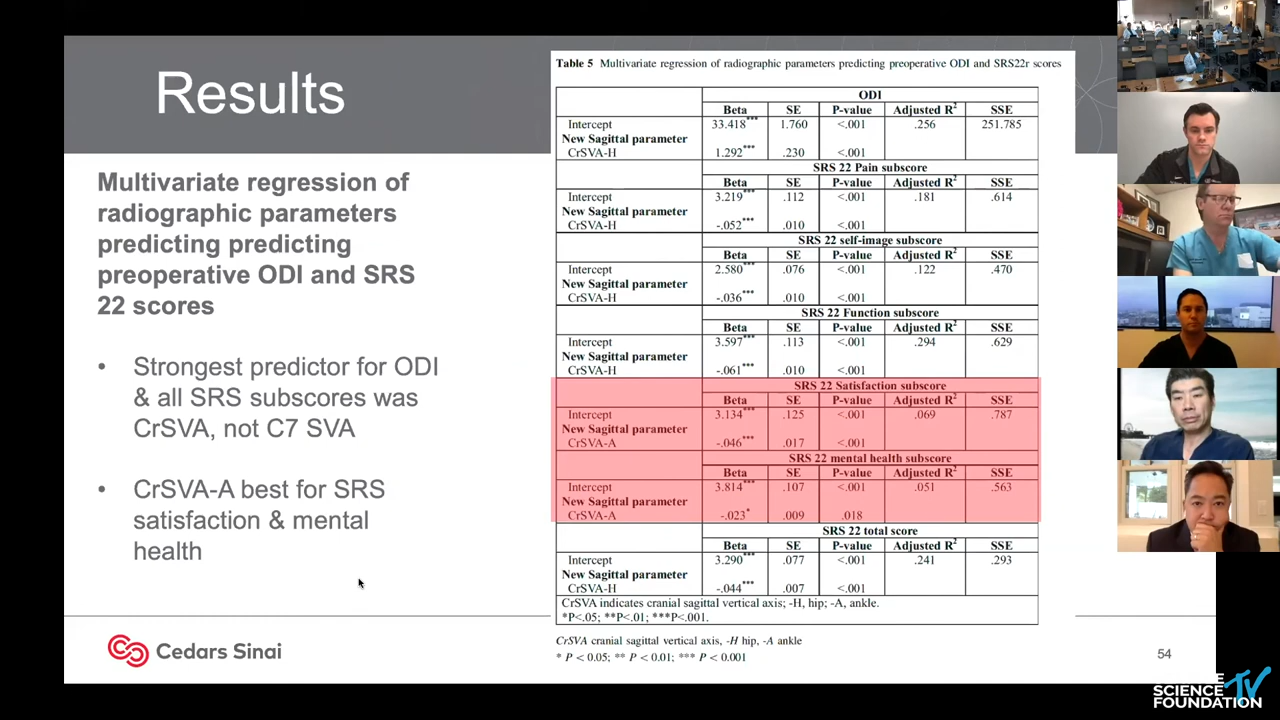 Results
Multivariate regression of
radiographic parameters
predicting predicting
preoperative ODI and SRS
22 scores
• Strongest predictor for ODI
& all SRS subscores was
CrSVA, not C7 SVA
• CrSVA-A best for SRS
satisfaction & mental
health
Cedars Sinai
Table 5 Multivariate regression of radiographic parameters predicting preoperative ODI and SRS22r scores
ODI
Beta SE P-value Adjusted R² SSE
Intercept 33.418*** 1.760 <.001 .256 251.785
New Sagittal parameter
CrSVA-H 1.292*** .230 <.001
SRS 22 Pain subscore
Beta SE P-value Adjusted R² SSE
Intercept 3.219*** .112 <.001 .181 .614
New Sagittal parameter
CrSVA-H -.052*** .010 <.001
SRS 22 self-image subscore
Beta SE P-value Adjusted R² SSE
Intercept 2.580*** .076 <.001 .122 .470
New Sagittal parameter
CrSVA-H -.036*** .010 <.001
SRS 22 Function subscore
Beta SE P-value Adjusted R² SSE
Intercept 3.597*** .113 <.001 .294 .629
New Sagittal parameter
CrSVA-H -.061*** .010 <.001
SRS 22 Satisfaction subscore
Beta SE P-value Adjusted R² SSE
Intercept 3.134*** .125 <.001 .069 .787
New Sagittal parameter
CrSVA-A -.046*** .017 <.001
SRS 22 mental health subscore
Beta SE P-value Adjusted R² SSE
Intercept 3.814*** .107 <.001 .051 .563
New Sagittal parameter
CrSVA-A -.023* .009 .018
SRS 22 total score
Beta SE P-value Adjusted R² SSE
Intercept 3.290*** .077 <.001 .241 .293
New Sagittal parameter
CrSVA-H -.044*** .007 <.001
CrSVA indicates cranial sagittal vertical axis; -H, hip; -A, ankle.
*P<.05; **P<.01; ***P<.001.
CrSVA cranial sagittal vertical axis, -H hip, -A ankle
* P < 0.05; ** P < 0.01; *** P < 0.001
54
SCIENCE TV
FOUNDATION